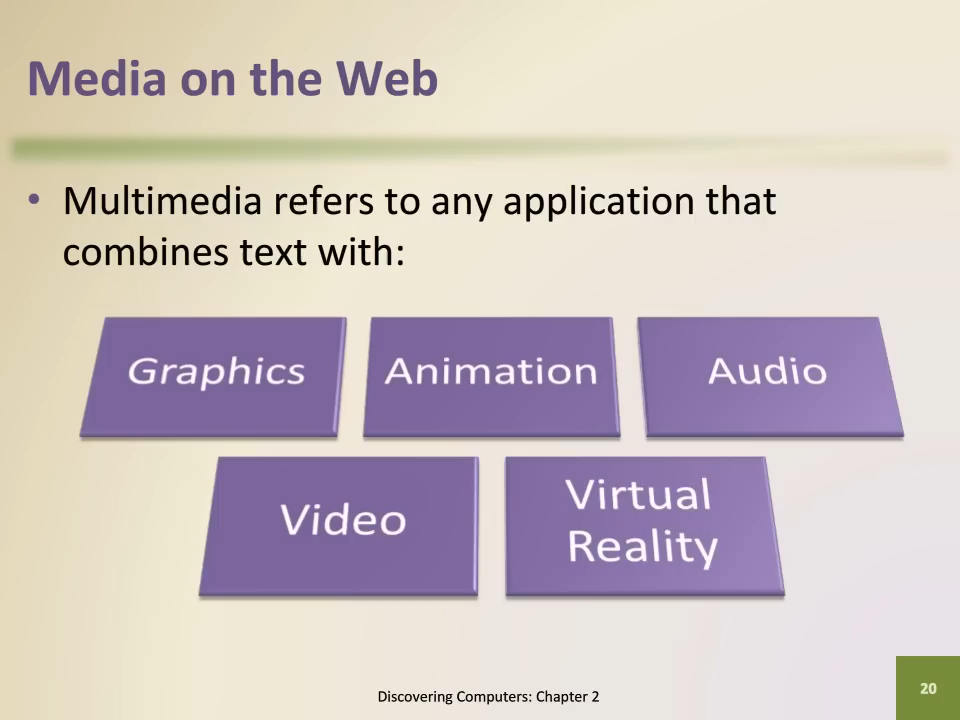 Media on the Web
• Multimedia refers to any application that
combines text with:
Graphics
Animation
Audio
Video
Virtual
Reality
Discovering Computers: Chapter 2
20